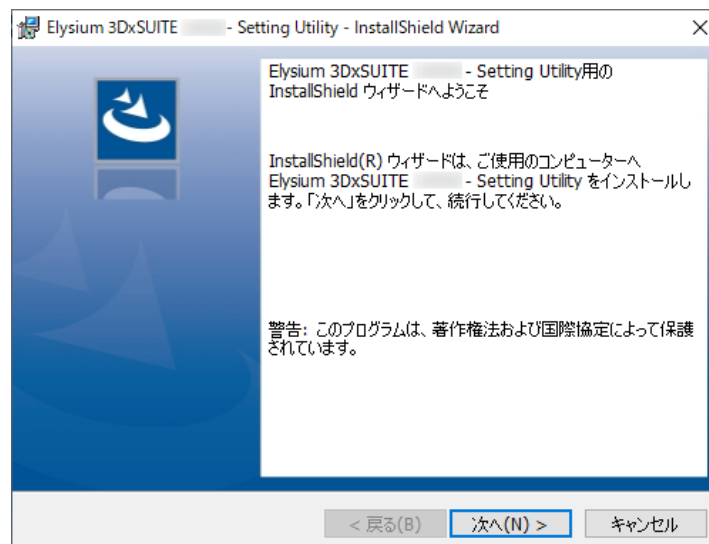 Elysium 3DxSUITE - Setting Utility - InstallShield Wizard
Elysium 3DxSUITE - Setting Utility用の
InstallShield ウィザードへようこそ
InstallShield(R) ウィザードは、ご使用のコンピューターへ
Elysium 3DxSUITE - Setting Utility をインストールし
ます。「次へ」をクリックして、続行してください。
警告: このプログラムは、著作権法および国際協定によって保護
されています。
< 戻る(B)
次へ(N) >
キャンセル